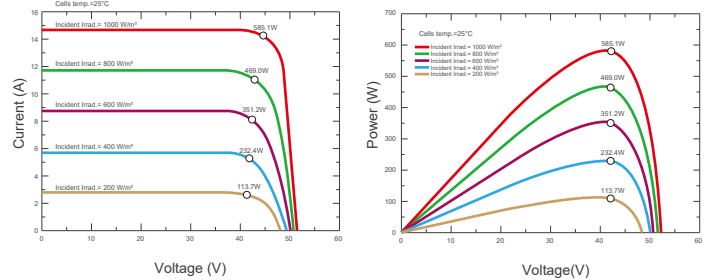 Cells temp.=25°C
Incident Irrad.= 1000 W/m²
585.1W
Incident Irrad.= 800 W/m²
469.0W
Incident Irrad.= 600 W/m²
351.2W
Incident Irrad.= 400 W/m²
232.4W
Incident Irrad.= 200 W/m²
113.7W
16
14
12
10
8
6
4
2
0
0
10
20
30
40
50
60
Current (A)
Voltage (V)
Cells temp.=25°C
Incident Irrad.= 1000 W/m²
Incident Irrad.= 800 W/m²
Incident Irrad.= 600 W/m²
Incident Irrad.= 400 W/m²
Incident Irrad.= 200 W/m²
585.1W
469.0W
351.2W
232.4W
113.7W
700
600
500
400
300
200
100
0
0
10
20
30
40
50
60
Power (W)
Voltage(V)